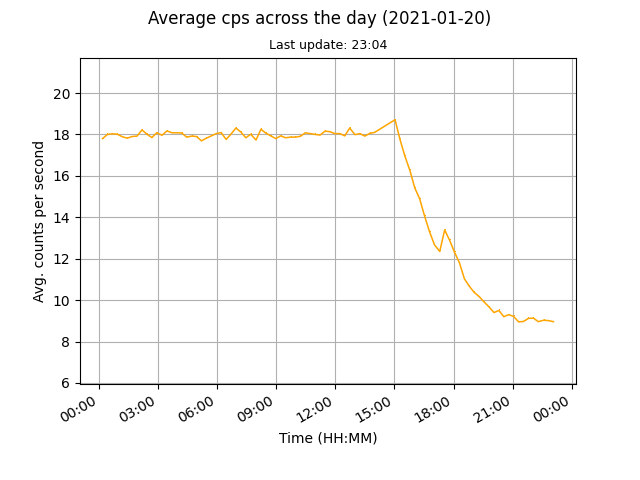 Average cps across the day (2021-01-20)
Last update: 23:04
Avg. counts per second
20
18
16
14
12
10
8
6
00:00 03:00 06:00 09:00 12:00 15:00 18:00 21:00 00:00
Time (HH:MM)